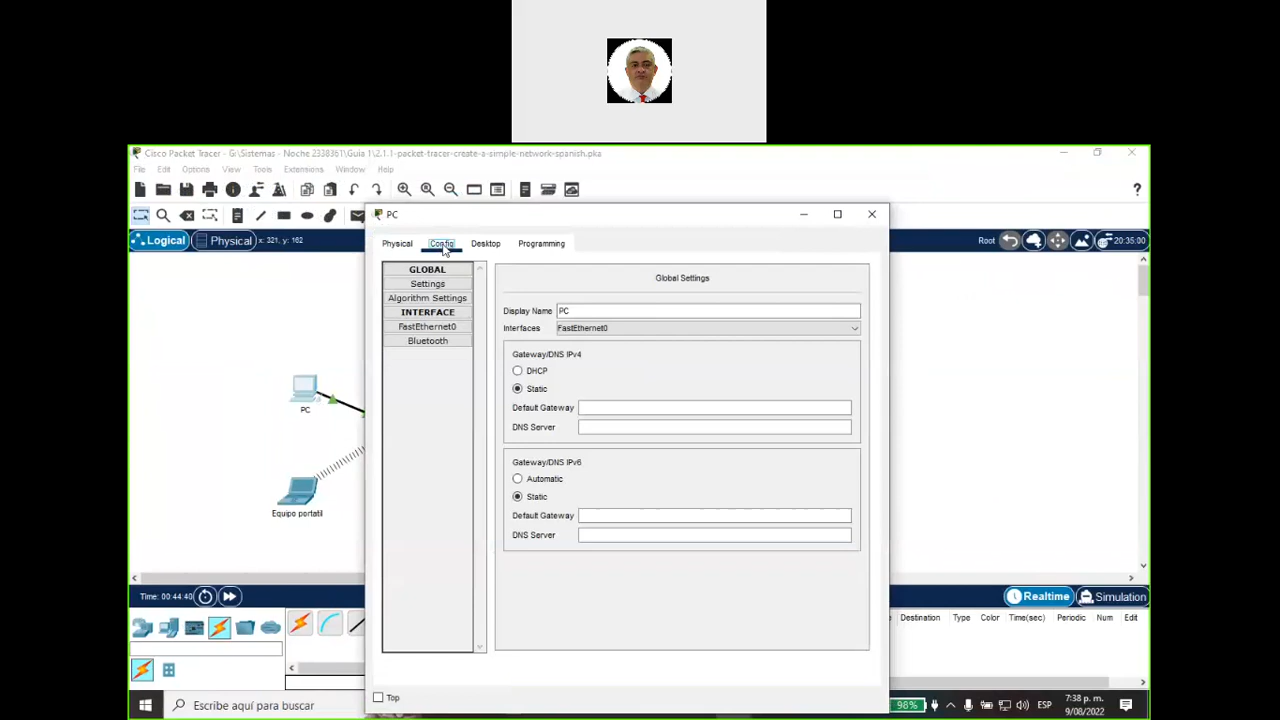 Cisco Packet Tracer - G:\Sistemas - Noche 2338361\Guia 1\2.1.1-packet-tracer-create-a-simple-network-spanish.pka
File Edit Options View Tools Extensions Window Help
?
PC
Logical Physical x: 321, y: 162
Root 20:35:00
Physical Config Desktop Programming
GLOBAL
Settings
Algorithm Settings
INTERFACE
FastEthernet0
Bluetooth
Global Settings
Display Name PC
Interfaces FastEthernet0
Gateway/DNS IPv4
DHCP
Static
Default Gateway
DNS Server
Gateway/DNS IPv6
Automatic
Static
Default Gateway
DNS Server
PC
Equipo portatil
Time: 00:44:40
Realtime Simulation
Destination Type Color Time(sec) Periodic Num Edit
Top
Escribe aquí para buscar
98% ESP 7:38 p. m.
9/08/2022